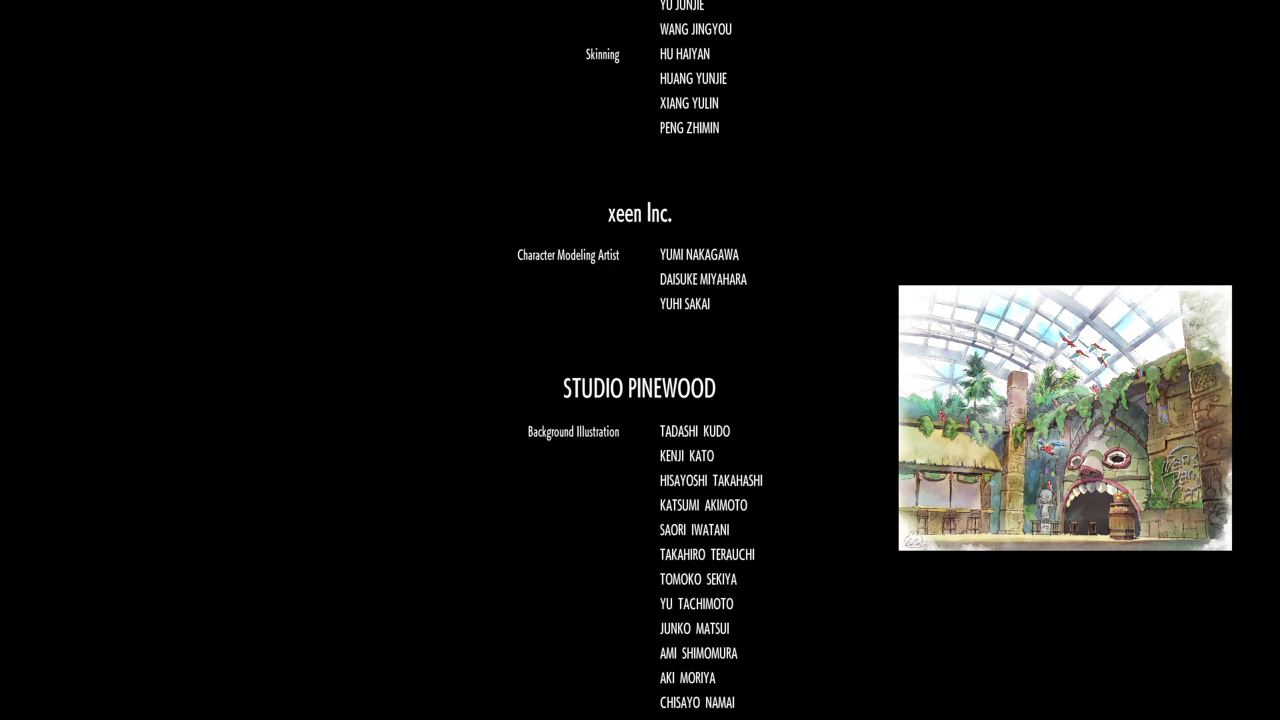 YU JUNJIE
WANG JINGYOU
Skinning HU HAIYAN
HUANG YUNJIE
XIANG YULIN
PENG ZHIMIN
xeen Inc.
Character Modeling Artist YUMI NAKAGAWA
DAISUKE MIYAHARA
YUHI SAKAI
STUDIO PINEWOOD
Background Illustration TADASHI KUDO
KENJI KATO
HISAYOSHI TAKAHASHI
KATSUMI AKIMOTO
SAORI IWATANI
TAKAHIRO TERAUCHI
TOMOKO SEKIYA
YU TACHIMOTO
JUNKO MATSUI
AMI SHIMOMURA
AKI MORIYA
CHISAYO NAMAI